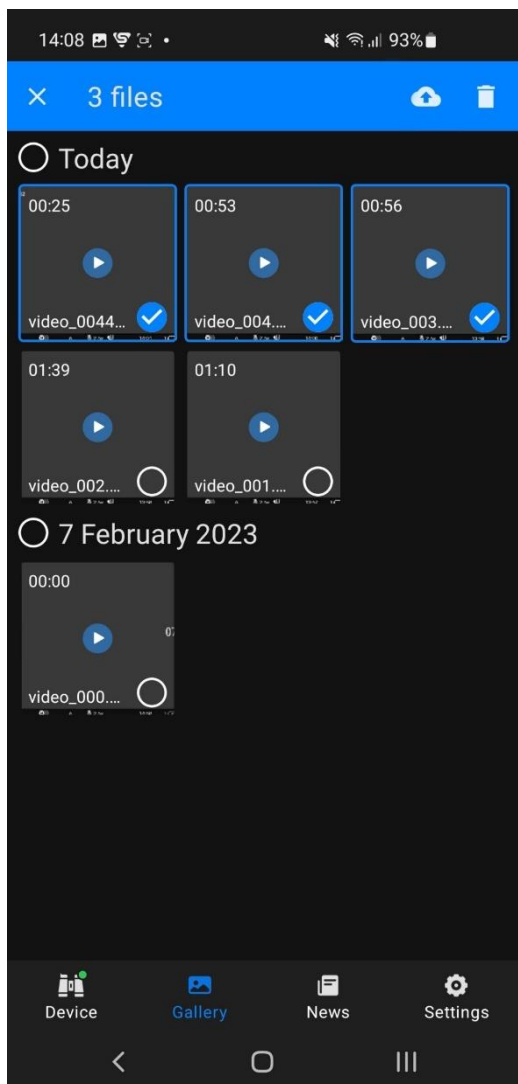 14:08 93%
3 files
Today
00:25 00:53 00:56
video_0044... video_004.... video_003....
01:39 01:10
video_002.... video_001....
7 February 2023
00:00
07
video_000....
Device Gallery News Settings